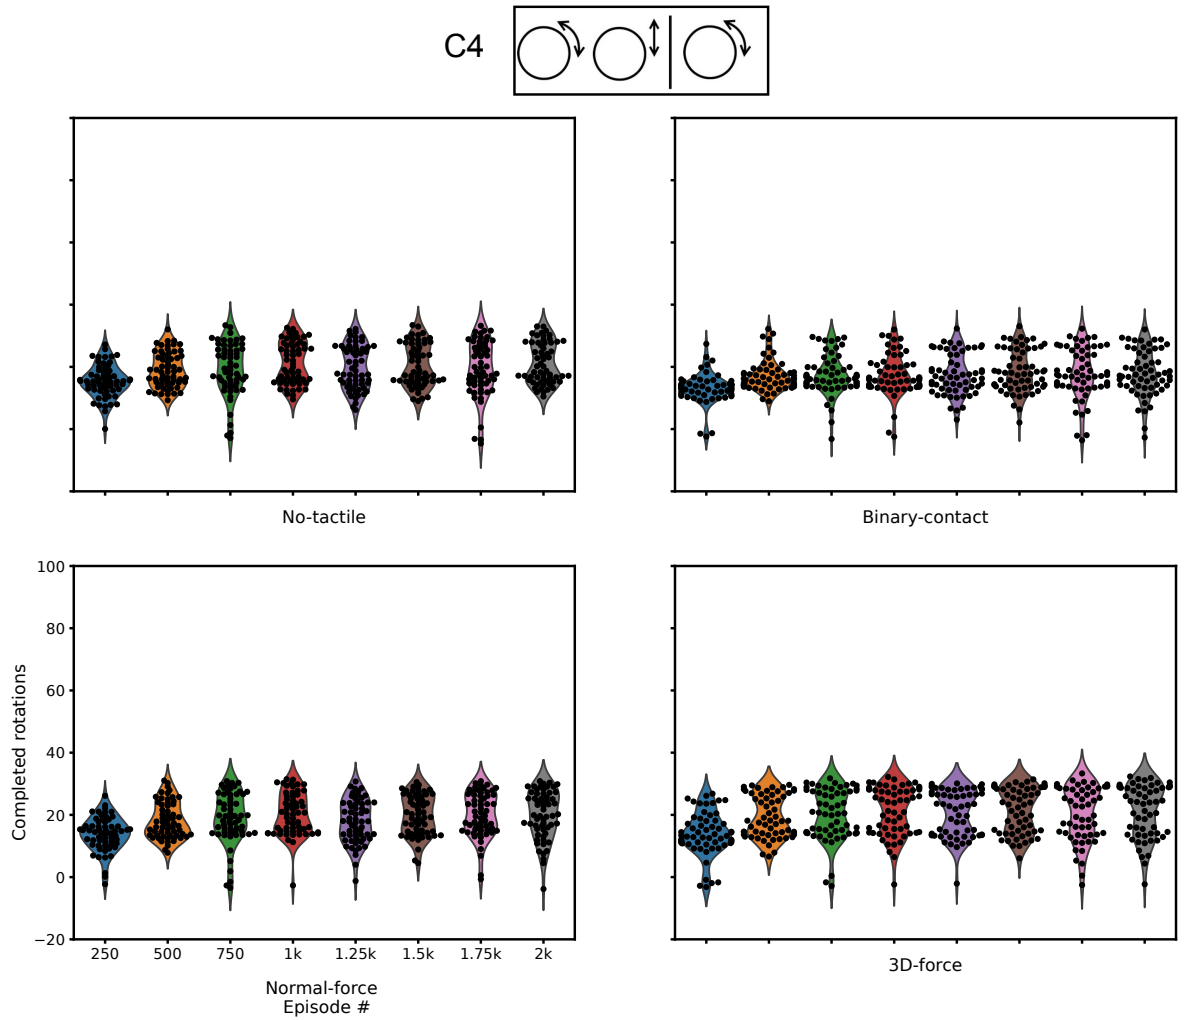 C4
No-tactile
Binary-contact
100
80
60
40
20
0
−20
Completed rotations
250 500 750 1k 1.25k 1.5k 1.75k 2k
Normal-force
Episode #
3D-force